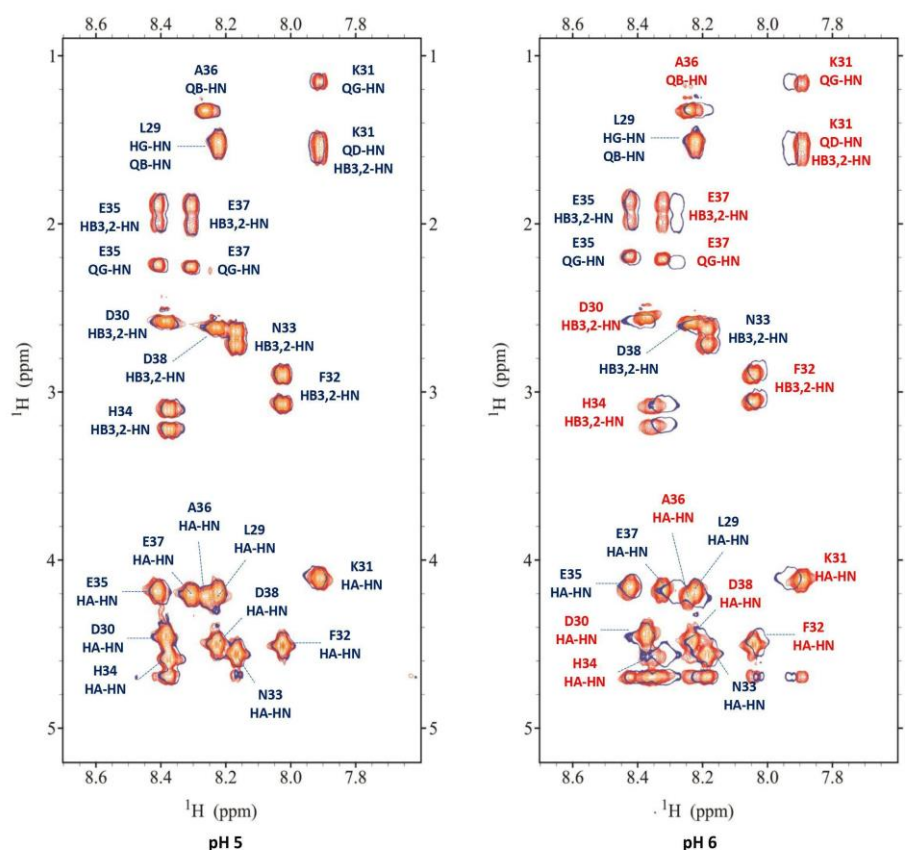 8.6 8.4 8.2 8.0 7.8
1
2
3
4
5
A36
QB-HN
K31
QG-HN
L29
HG-HN
QB-HN
K31
QD-HN
HB3,2-HN
E35
HB3,2-HN
E37
HB3,2-HN
E35
QG-HN
E37
QG-HN
D30
HB3,2-HN
N33
HB3,2-HN
D38
HB3,2-HN
F32
HB3,2-HN
H34
HB3,2-HN
A36
HA-HN
E37
HA-HN
L29
HA-HN
E35
HA-HN
K31
HA-HN
D38
HA-HN
D30
HA-HN
F32
HA-HN
H34
HA-HN
N33
HA-HN
1H (ppm)
8.6 8.4 8.2 8.0 7.8
1H (ppm)
pH 5
8.6 8.4 8.2 8.0 7.8
1
2
3
4
5
A36
QB-HN
K31
QG-HN
L29
HG-HN
QB-HN
K31
QD-HN
HB3,2-HN
E35
HB3,2-HN
E37
HB3,2-HN
E35
QG-HN
E37
QG-HN
D30
HB3,2-HN
N33
HB3,2-HN
D38
HB3,2-HN
F32
HB3,2-HN
H34
HB3,2-HN
A36
HA-HN
E37
HA-HN
L29
HA-HN
E35
HA-HN
K31
HA-HN
D38
HA-HN
D30
HA-HN
F32
HA-HN
H34
HA-HN
N33
HA-HN
1H (ppm)
8.6 8.4 8.2 8.0 7.8
1H (ppm)
pH 6